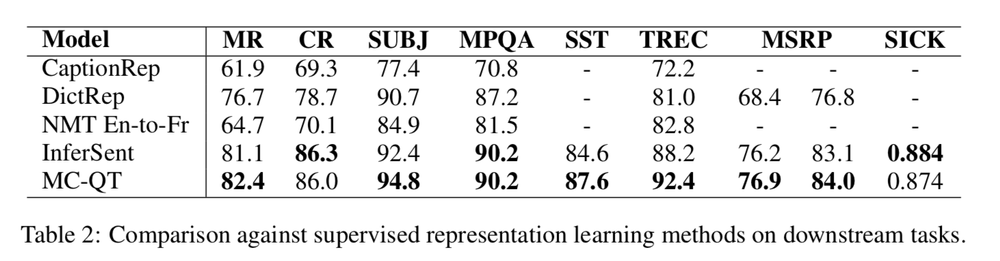 Model MR CR SUBJ MPQA SST TREC MSRP SICK
CaptionRep 61.9 69.3 77.4 70.8 - 72.2 - - -
DictRep 76.7 78.7 90.7 87.2 - 81.0 68.4 76.8 -
NMT En-to-Fr 64.7 70.1 84.9 81.5 - 82.8 - - -
InferSent 81.1 86.3 92.4 90.2 84.6 88.2 76.2 83.1 0.884
MC-QT 82.4 86.0 94.8 90.2 87.6 92.4 76.9 84.0 0.874
Table 2: Comparison against supervised representation learning methods on downstream tasks.